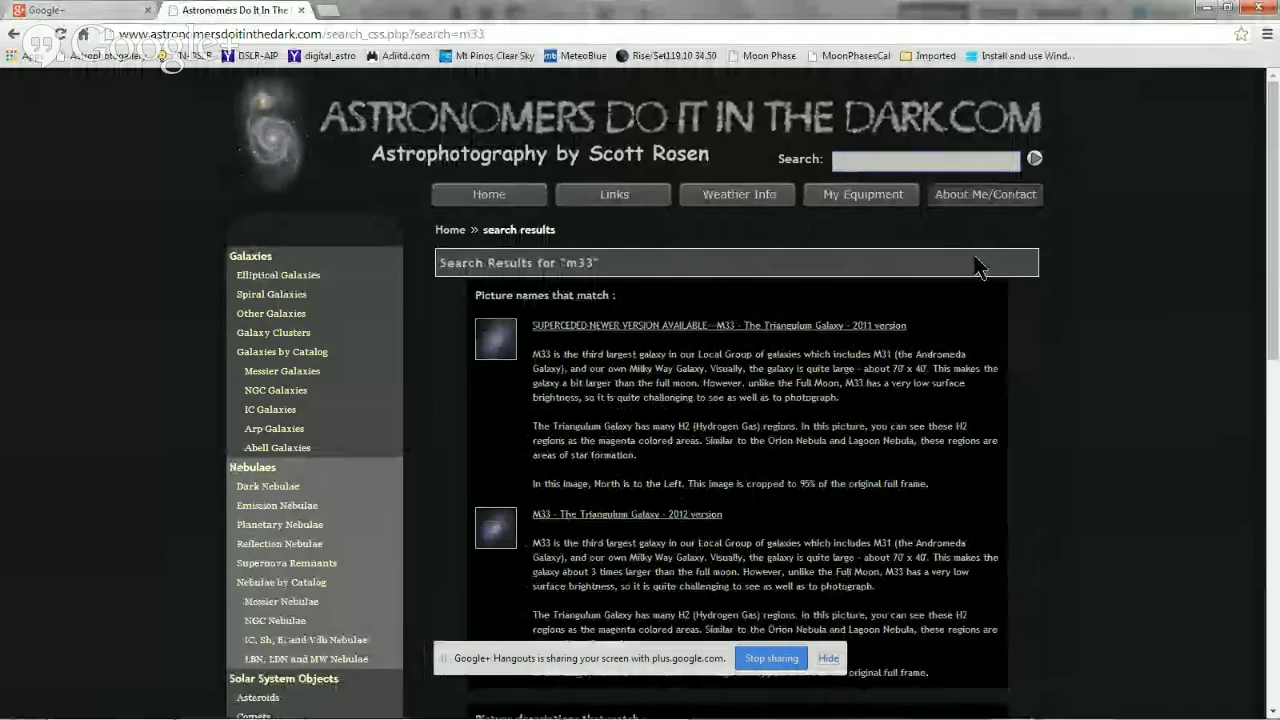 Google+
Astronomers Do It In The
www.astronomersdoitinthedark.com/search_css.php?search=m33
Google+
DSLR-AIP
digital_astro
Adiitd.com
Mt Pinos Clear Sky
MeteoBlue
Rise/Set119.10 34.50
Moon Phase
MoonPhasesCal
Imported
Install and use Wind...
ASTRONOMERS DO IT IN THE DARK.COM
Astrophotography by Scott Rosen
Search:
Home
Links
Weather Info
My Equipment
About Me/Contact
Home » search results
Search Results for "m33"
Galaxies
Elliptical Galaxies
Spiral Galaxies
Other Galaxies
Galaxy Clusters
Galaxies by Catalog
Messier Galaxies
NGC Galaxies
IC Galaxies
Arp Galaxies
Abell Galaxies
Nebulaes
Dark Nebulae
Emission Nebulae
Planetary Nebulae
Reflection Nebulae
Supernova Remnants
Nebulae by Catalog
Messier Nebulae
NGC Nebulae
IC, Sh, B, and Vdb Nebulae
LBN, LDN and MW Nebulae
Solar System Objects
Asteroids
Comets
Picture names that match :
SUPERCEDED NEWER VERSION AVAILABLE--M33 - The Triangulum Galaxy - 2011 version
M33 is the third largest galaxy in our Local Group of galaxies which includes M31 (the Andromeda
Galaxy), and our own Milky Way Galaxy. Visually, the galaxy is quite large - about 70' x 40'. This makes the
galaxy a bit larger than the full moon. However, unlike the Full Moon, M33 has a very low surface
brightness, so it is quite challenging to see as well as to photograph.
The Triangulum Galaxy has many H2 (Hydrogen Gas) regions. In this picture, you can see these H2
regions as the magenta colored areas. Similar to the Orion Nebula and Lagoon Nebula, these regions are
areas of star formation.
In this image, North is to the Left. This image is cropped to 95% of the original full frame.
M33 - The Triangulum Galaxy - 2012 version
M33 is the third largest galaxy in our Local Group of galaxies which includes M31 (the Andromeda
Galaxy), and our own Milky Way Galaxy. Visually, the galaxy is quite large - about 70' x 40'. This makes the
galaxy about 3 times larger than the full moon. However, unlike the Full Moon, M33 has a very low
surface brightness, so it is quite challenging to see as well as to photograph.
The Triangulum Galaxy has many H2 (Hydrogen Gas) regions. In this picture, you can see these H2
regions as the magenta colored areas. Similar to the Orion Nebula and Lagoon Nebula, these regions are
Google+ Hangouts is sharing your screen with plus.google.com.
Stop sharing
Hide
original full frame.
Picture descriptions that match :